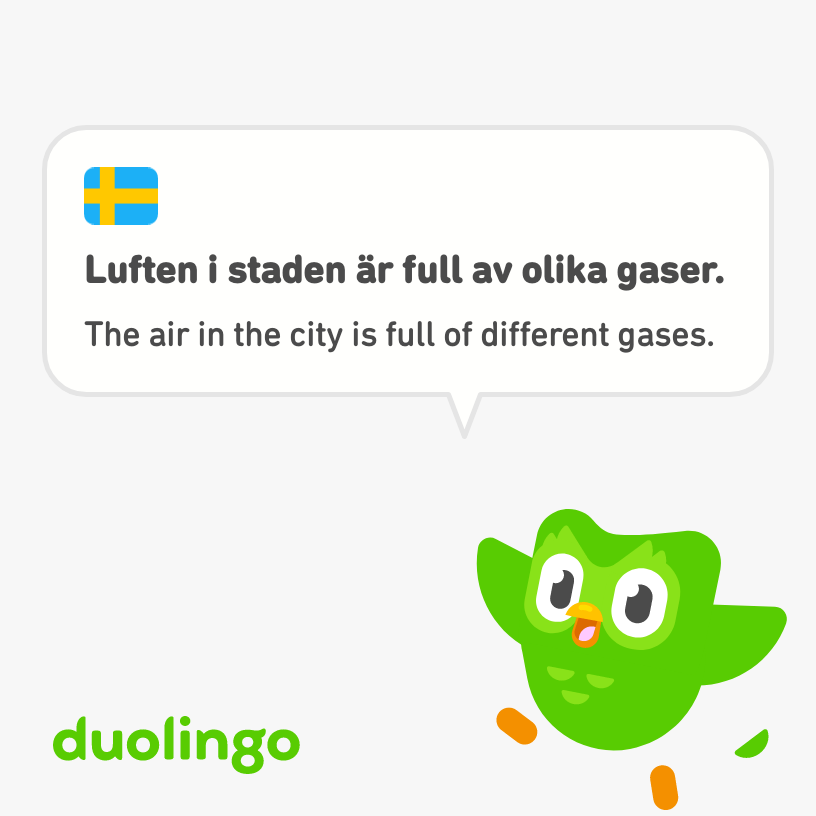 Luften i staden är full av olika gaser.
The air in the city is full of different gases.
duolingo